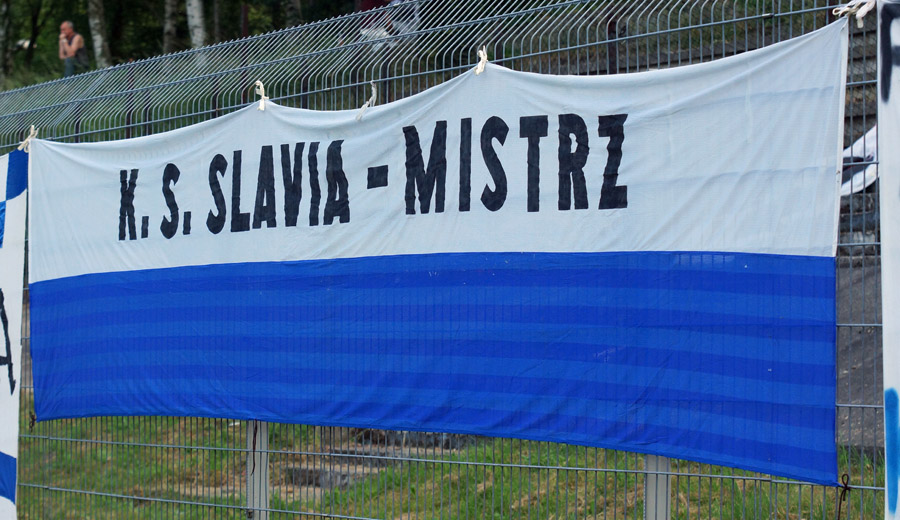 K. S. SLAVIA - MISTRZ